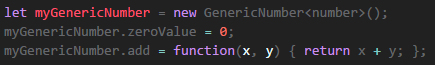 let myGenericNumber = new GenericNumber<number>();
myGenericNumber.zeroValue = 0;
myGenericNumber.add = function(x, y) { return x + y; };